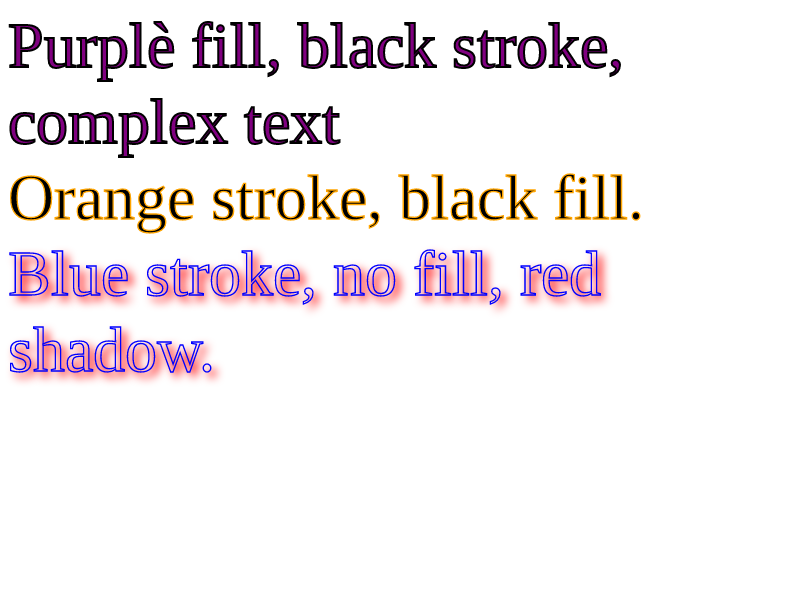 Purplè fill, black stroke,
complex text
Orange stroke, black fill.
Blue stroke, no fill, red
shadow.